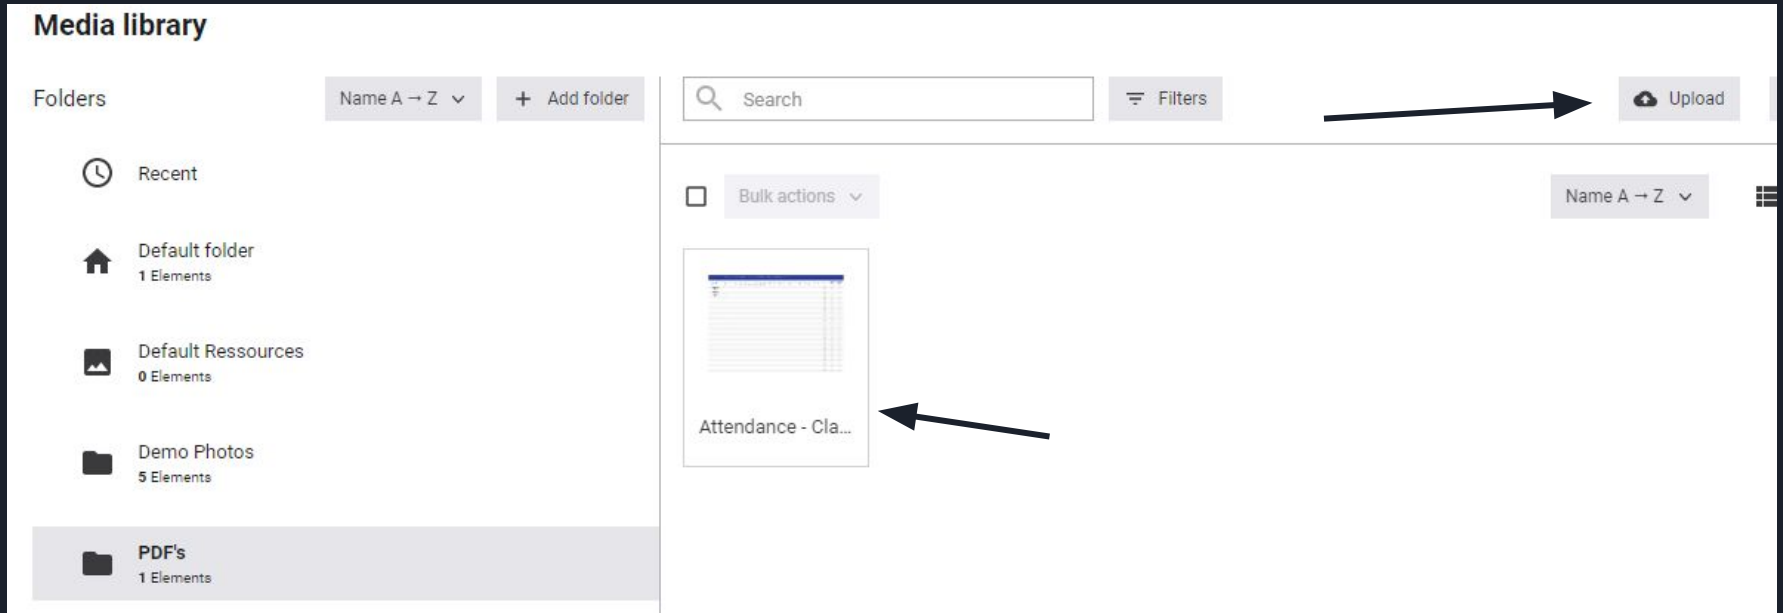 Media library
Folders
Name A → Z
+ Add folder
Search
Filters
Upload
Recent
Bulk actions
Name A → Z
Default folder
1 Elements
Default Ressources
0 Elements
Attendance - Cla...
Demo Photos
5 Elements
PDF's
1 Elements